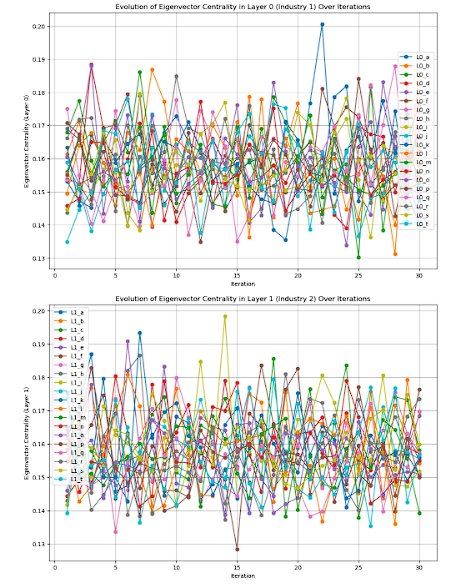 Evolution of Eigenvector Centrality in Layer 0 (Industry 1) Over Iterations
Eigenvector Centrality (Layer 0)
0.20
0.19
0.18
0.17
0.16
0.15
0.14
0.13
L0_a
L0_b
L0_c
L0_d
L0_e
L0_f
L0_g
L0_h
L0_i
L0_j
L0_k
L0_l
L0_m
L0_n
L0_o
L0_p
L0_q
L0_r
L0_s
L0_t
0 5 10 15 20 25 30
Iteration
Evolution of Eigenvector Centrality in Layer 1 (Industry 2) Over Iterations
Eigenvector Centrality (Layer 1)
0.20
0.19
0.18
0.17
0.16
0.15
0.14
0.13
L1_a
L1_b
L1_c
L1_d
L1_e
L1_f
L1_g
L1_h
L1_i
L1_j
L1_k
L1_l
L1_m
L1_n
L1_o
L1_p
L1_q
L1_r
L1_s
L1_t
0 5 10 15 20 25 30
Iteration